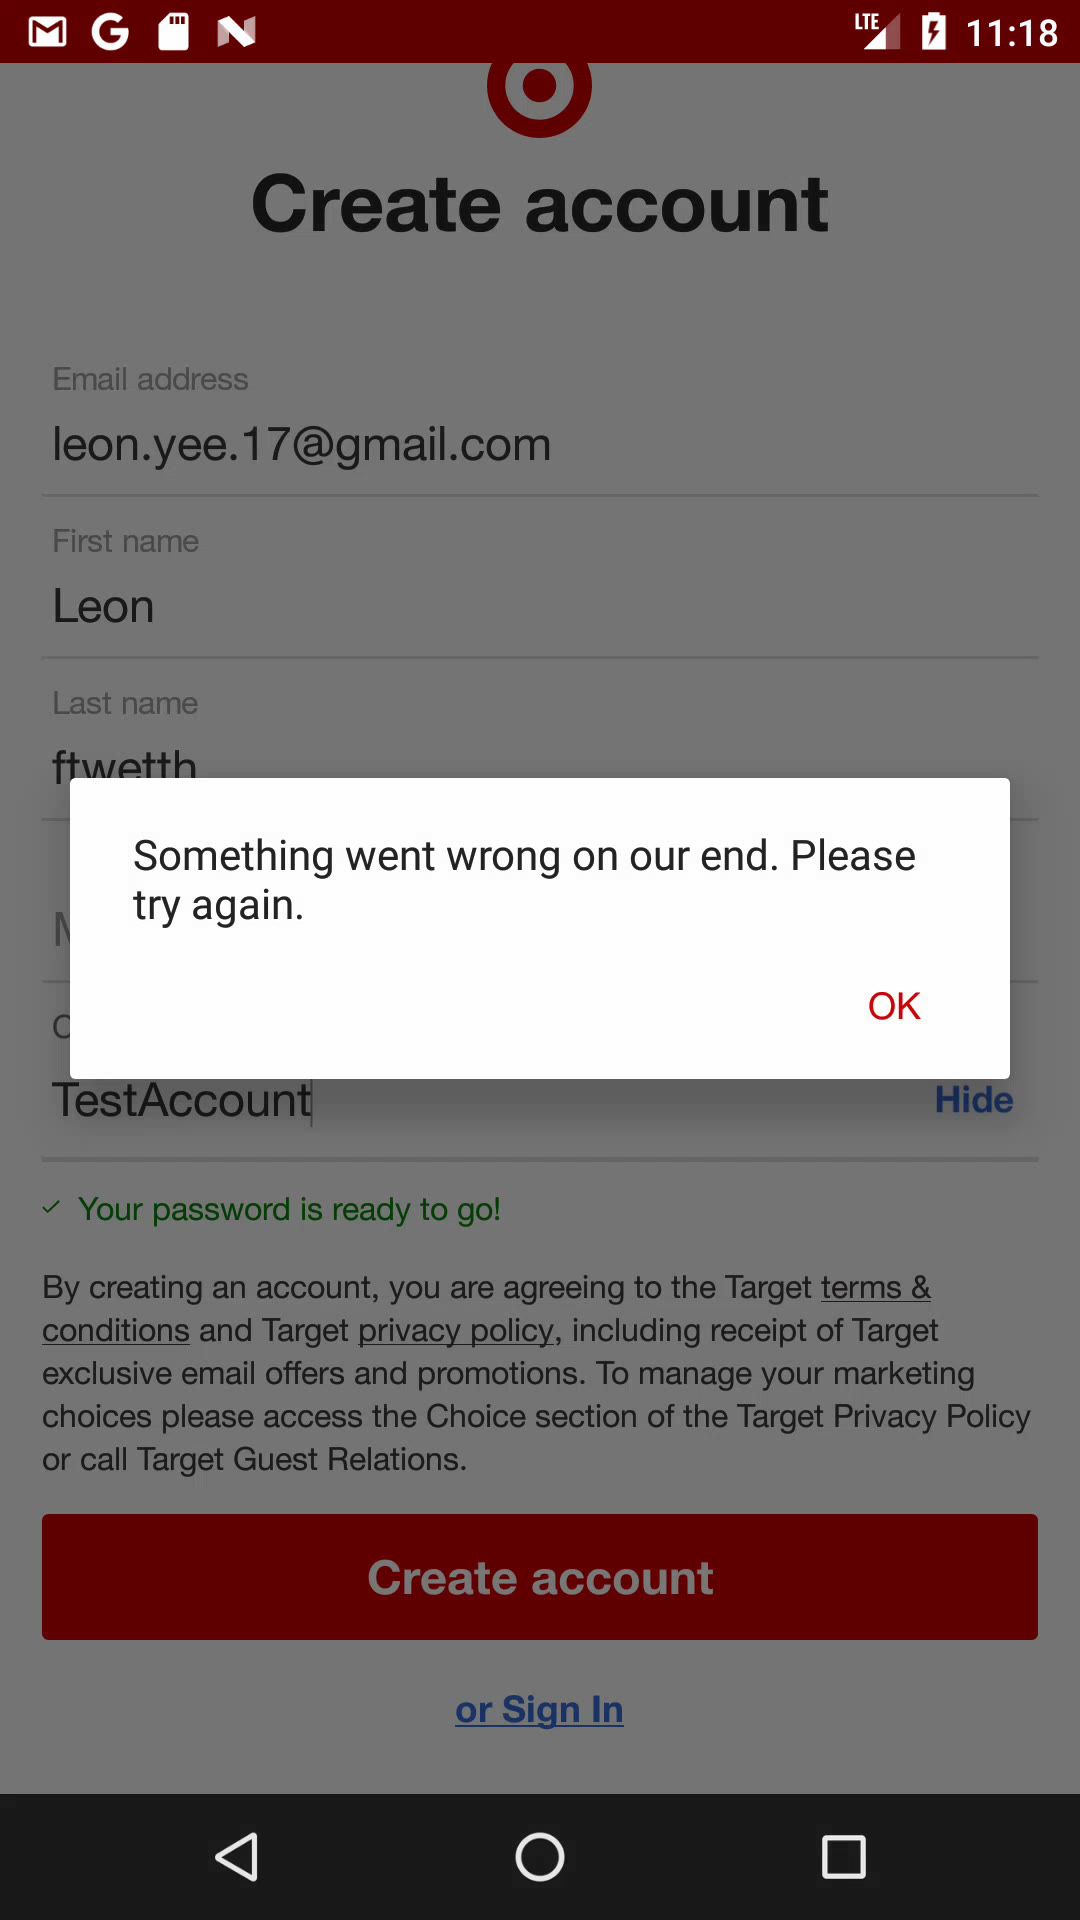 LTE 11:18
Create account
Email address
leon.yee.17@gmail.com
First name
Leon
Last name
ftwetth
Something went wrong on our end. Please
try again.
OK
TestAccount
Hide
Your password is ready to go!
By creating an account, you are agreeing to the Target terms &
conditions and Target privacy policy, including receipt of Target
exclusive email offers and promotions. To manage your marketing
choices please access the Choice section of the Target Privacy Policy
or call Target Guest Relations.
Create account
or Sign In